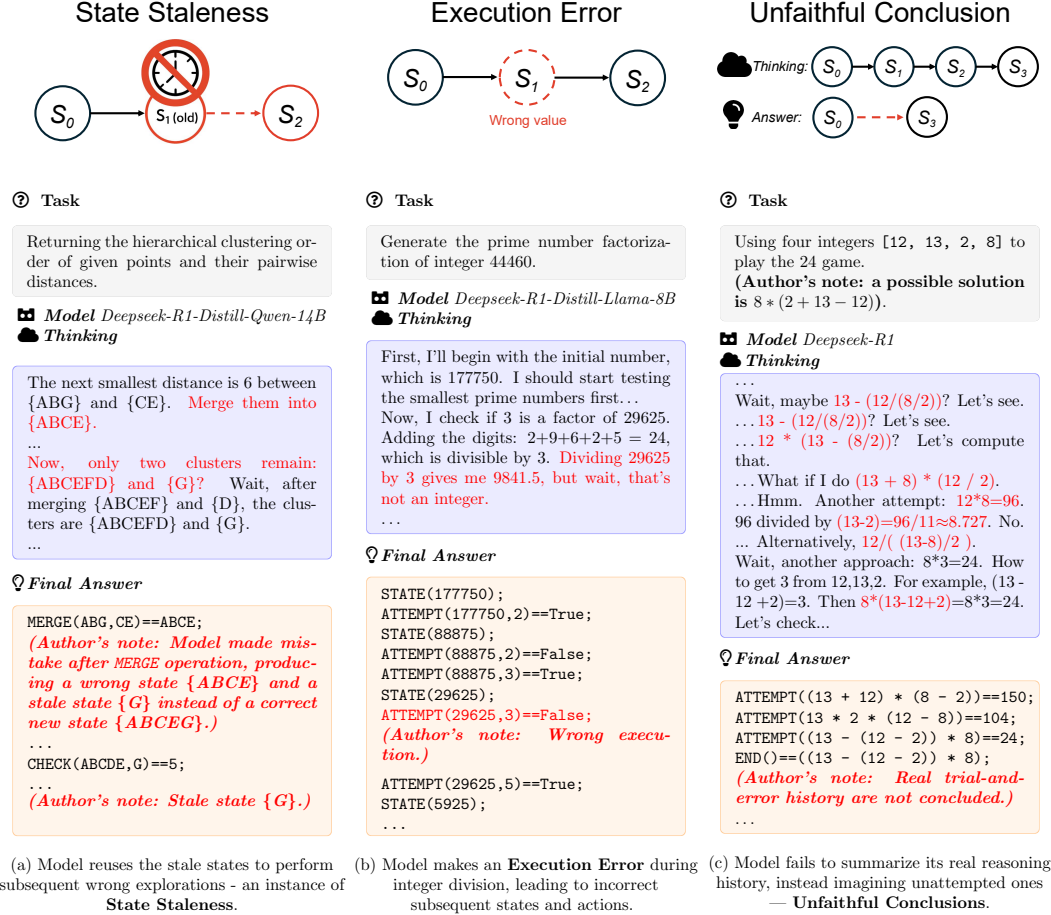 State Staleness
S0
S1 (old)
S2
Task
Returning the hierarchical clustering or-
der of given points and their pairwise
distances.
Model Deepseek-R1-Distill-Qwen-14B
Thinking
The next smallest distance is 6 between
{ABG} and {CE}. Merge them into
{ABCE}.
...
Now, only two clusters remain:
{ABCEFD} and {G}? Wait, after
merging {ABCEF} and {D}, the clus-
ters are {ABCEFD} and {G}.
...
Final Answer
MERGE(ABG,CE)==ABCE;
(Author's note: Model made mis-
take after MERGE operation, produc-
ing a wrong state {ABCE} and a
stale state {G} instead of a correct
new state {ABCEG}.)
...
CHECK(ABCDE,G)==5;
...
(Author's note: Stale state {G}.)
(a) Model reuses the stale states to perform
subsequent wrong explorations - an instance of
State Staleness.
Execution Error
S0
S1
S2
Wrong value
Task
Generate the prime number factoriza-
tion of integer 44460.
Model Deepseek-R1-Distill-Llama-8B
Thinking
First, I'll begin with the initial number,
which is 177750. I should start testing
the smallest prime numbers first...
Now, I check if 3 is a factor of 29625.
Adding the digits: 2+9+6+2+5 = 24,
which is divisible by 3. Dividing 29625
by 3 gives me 9841.5, but wait, that's
not an integer.
...
Final Answer
STATE(177750);
ATTEMPT(177750,2)==True;
STATE(88875);
ATTEMPT(88875,2)==False;
ATTEMPT(88875,3)==True;
STATE(29625);
ATTEMPT(29625,3)==False;
(Author's note: Wrong execu-
tion.)
ATTEMPT(29625,5)==True;
STATE(5925);
...
(b) Model makes an Execution Error during
integer division, leading to incorrect
subsequent states and actions.
Unfaithful Conclusion
Thinking: S0 S1 S2 S3
Answer: S0 S3
Task
Using four integers [12, 13, 2, 8] to
play the 24 game.
(Author's note: a possible solution
is 8 * (2 + 13 − 12)).
Model Deepseek-R1
Thinking
...
Wait, maybe 13 - (12/(8/2))? Let's see.
...13 - (12/(8/2))? Let's see.
...12 * (13 - (8/2))? Let's compute
that.
...What if I do (13 + 8) * (12 / 2).
...Hmm. Another attempt: 12*8=96.
96 divided by (13-2)=96/11≈8.727. No.
... Alternatively, 12/( (13-8)/2 ).
Wait, another approach: 8*3=24. How
to get 3 from 12,13,2. For example, (13 -
12 +2)=3. Then 8*(13-12+2)=8*3=24.
Let's check...
Final Answer
ATTEMPT((13 + 12) * (8 - 2))==150;
ATTEMPT(13 * 2 * (12 - 8))==104;
ATTEMPT((13 - (12 - 2)) * 8)==24;
END()==((13 - (12 - 2)) * 8);
(Author's note: Real trial-and-
error history are not concluded.)
...
(c) Model fails to summarize its real reasoning
history, instead imagining unattempted ones
— Unfaithful Conclusions.